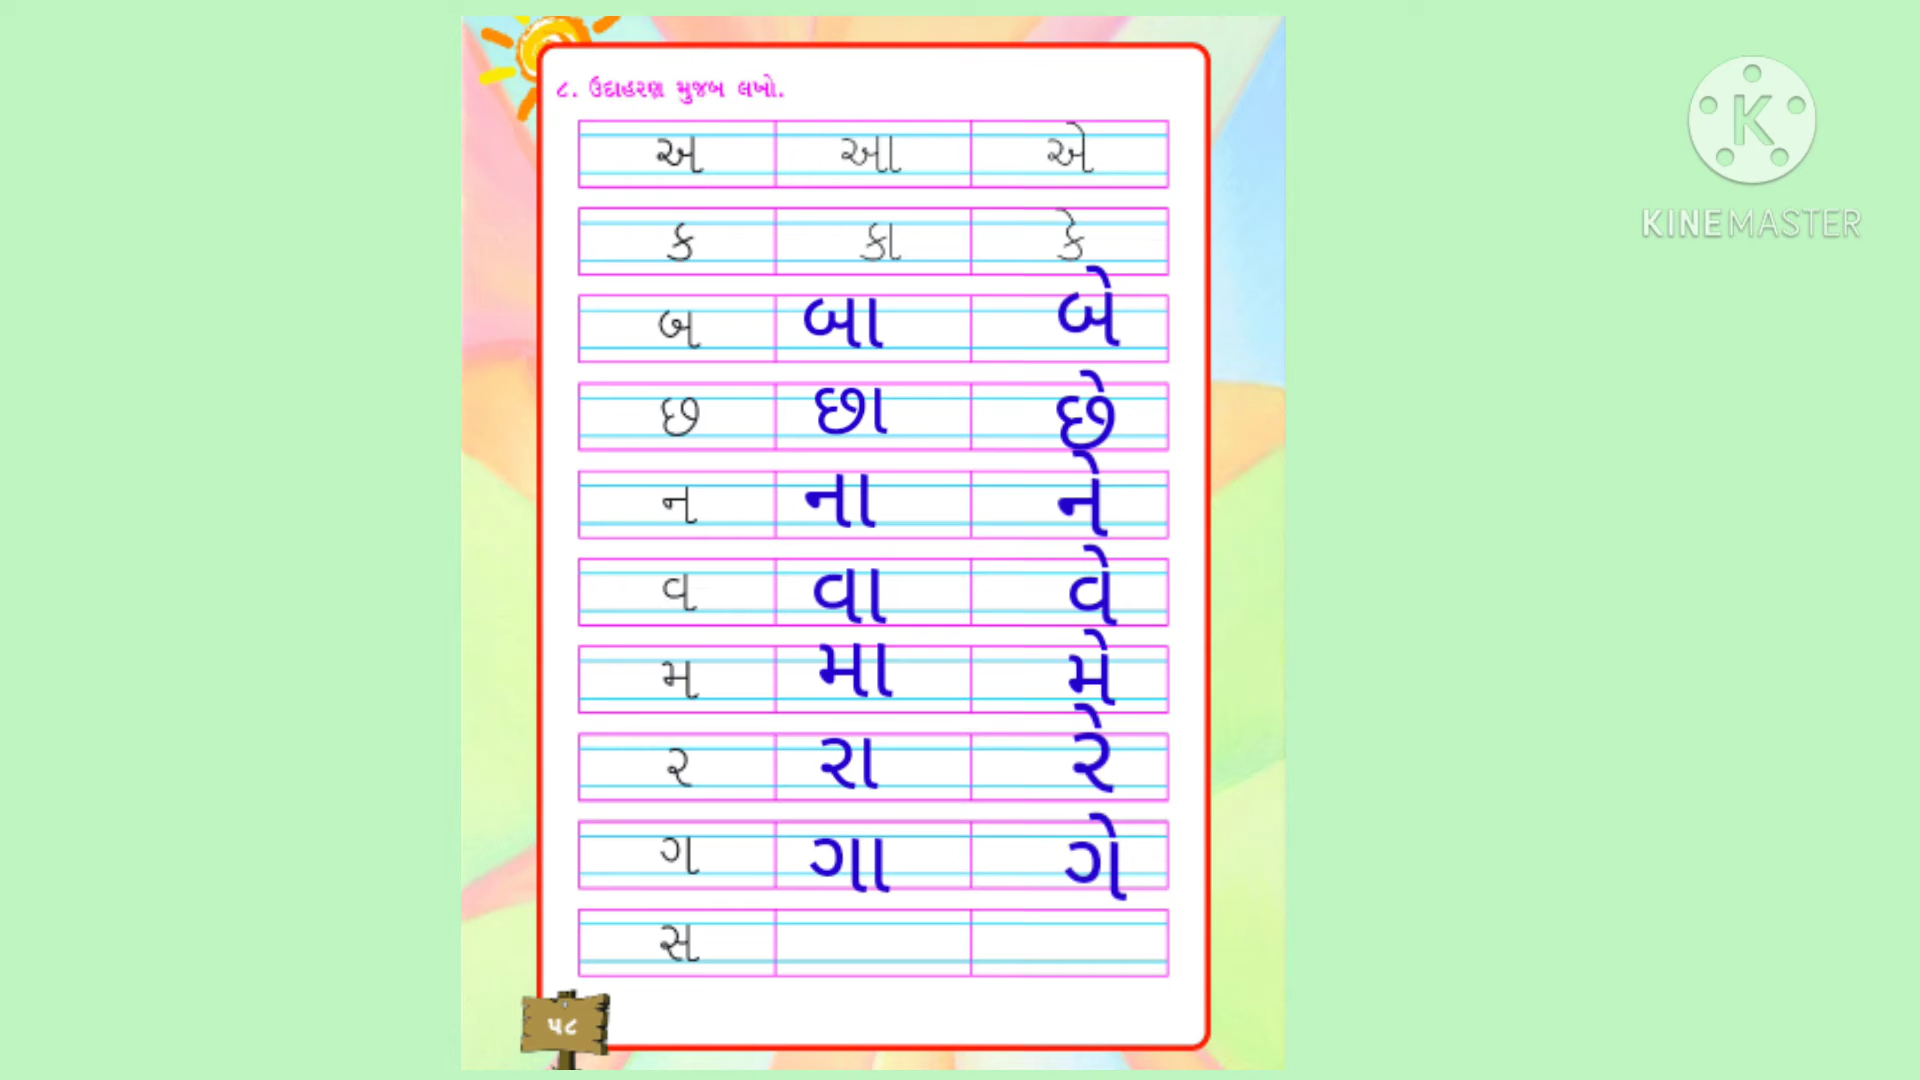 ૮. ઉદાહરણ મુજબ લખો.
અ આ એ
ક કા કે
બ બા બે
છ છા છે
ન ના ને
વ વા વે
મ મા મે
ર રા રે
ગ ગા ગે
સ
૫૮
K
KINEMASTER